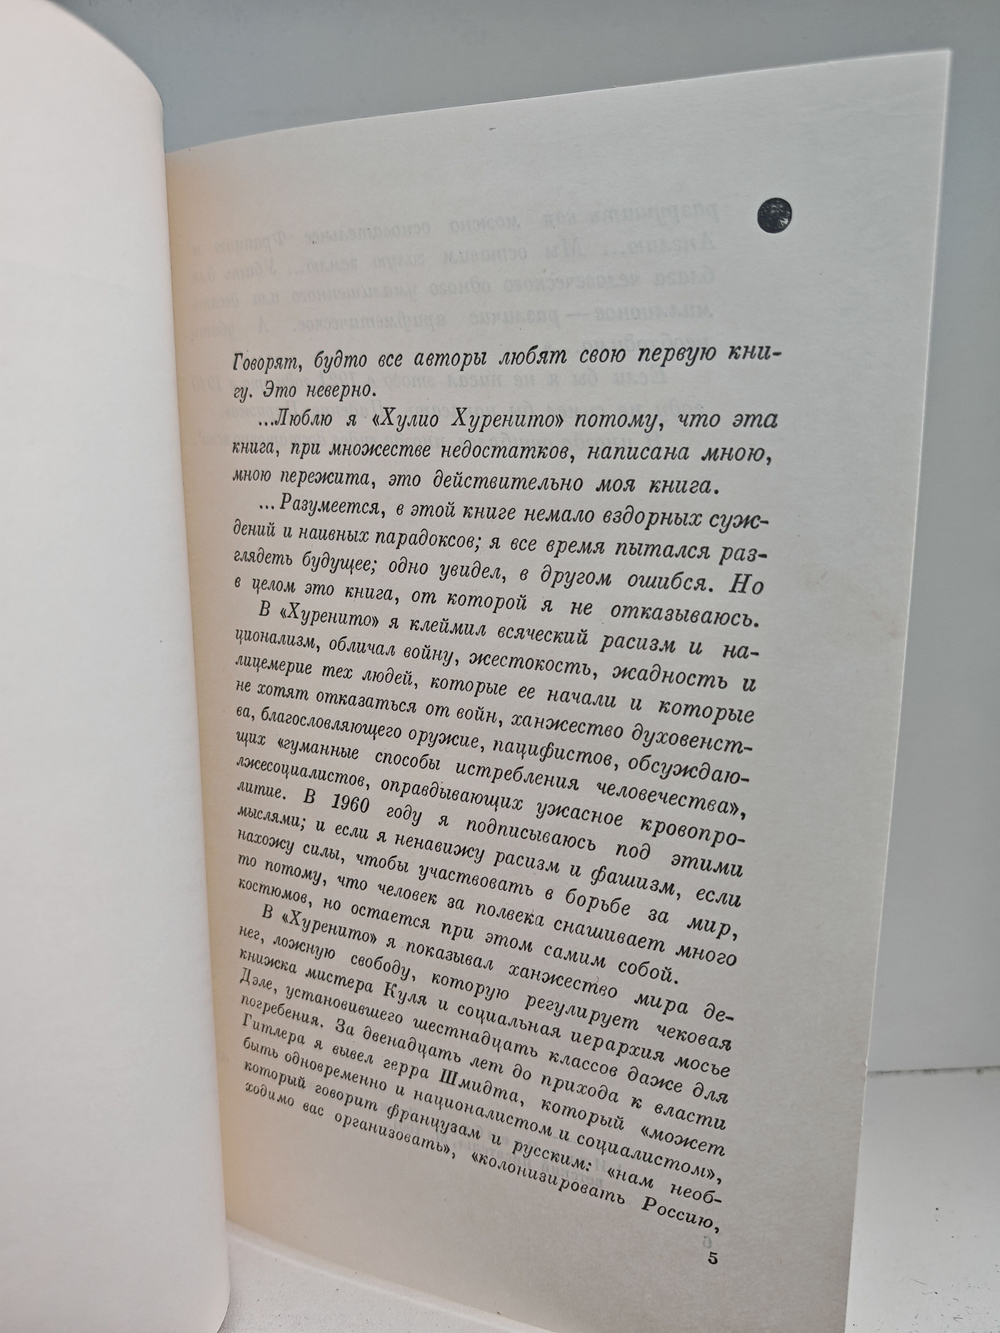 Говорят, будто все авторы любят свою первую кни-
гу. Это неверно.
...Люблю я «Хулио Хуренито» потому, что эта
книга, при множестве недостатков, написана мною,
мною пережита, это действительно моя книга.
...Разумеется, в этой книге немало вздорных суж-
дений и наивных парадоксов; я все время пытался раз-
глядеть будущее; одно увидел, в другом ошибся. Но
в целом это книга, от которой я не отказываюсь.
В «Хуренито» я клеймил всяческий расизм и на-
ционализм, обличал войну, жестокость, жадность и
лицемерие тех людей, которые ее начали и которые
не хотят отказаться от войн, ханжество духовенст-
ва, благословляющего оружие, пацифистов, обсуждаю-
щих «гуманные способы истребления человечества»,
лжесоциалистов, оправдывающих ужасное кровопро-
литие. В 1960 году я подписываюсь под этими
мыслями; и если я ненавижу расизм и фашизм, если
нахожу силы, чтобы участвовать в борьбе за мир,
то потому, что человек за полвека снашивает много
костюмов, но остается при этом самим собой.
В «Хуренито» я показывал ханжество мира де-
нег, ложную свободу, которую регулирует чековая
книжка мистера Куля и социальная иерархия мосье
Дэле, установившего шестнадцать классов даже для
погребения. За двенадцать лет до прихода к власти
Гитлера я вывел герра Шмидта, который «может
быть одновременно и националистом и социалистом»,
который говорит французам и русским: «нам необ-
ходимо вас организовать», «колонизировать Россию,
5